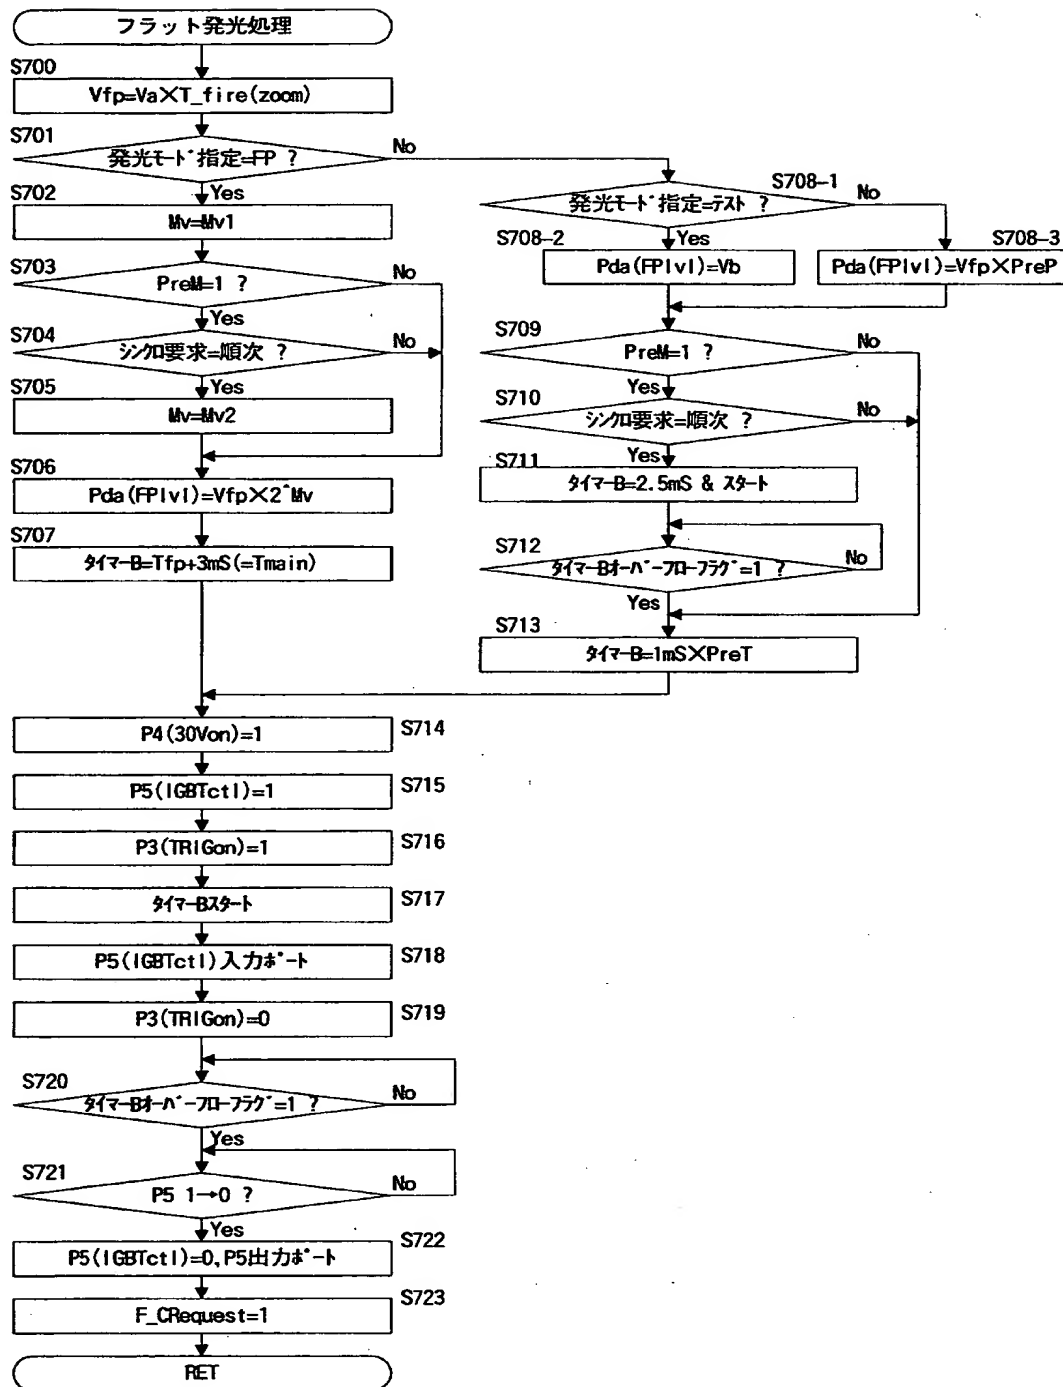 フラット発光処理
S700
Vfp=Va×T_fire(zoom)
S701
発光モード指定=FP ?
No
Yes
S702
Mv=Mv1
S703
PreM=1 ?
No
Yes
S704
シンクロ要求=順次 ?
No
Yes
S705
Mv=Mv2
S706
Pda(FPlvl)=Vfp×2^Mv
S707
タイマーB=Tfp+3mS(=Tmain)
S708-1
発光モード指定=テスト ?
No
Yes
S708-2
Pda(FPlvl)=Vb
S708-3
Pda(FPlvl)=Vfp×PreP
S709
PreM=1 ?
No
Yes
S710
シンクロ要求=順次 ?
No
Yes
S711
タイマーB=2.5mS & スタート
S712
タイマーBオーバーフローフラグ=1 ?
No
Yes
S713
タイマーB=1mS×PreT
P4(30Von)=1
S714
P5(IGBTctl)=1
S715
P3(TRIGon)=1
S716
タイマーBスタート
S717
P5(IGBTctl)入力ポート
S718
P3(TRIGon)=0
S719
S720
タイマーBオーバーフローフラグ=1 ?
No
Yes
S721
P5 1→0 ?
No
Yes
P5(IGBTctl)=0,P5出力ポート
S722
F_CRequest=1
S723
RET